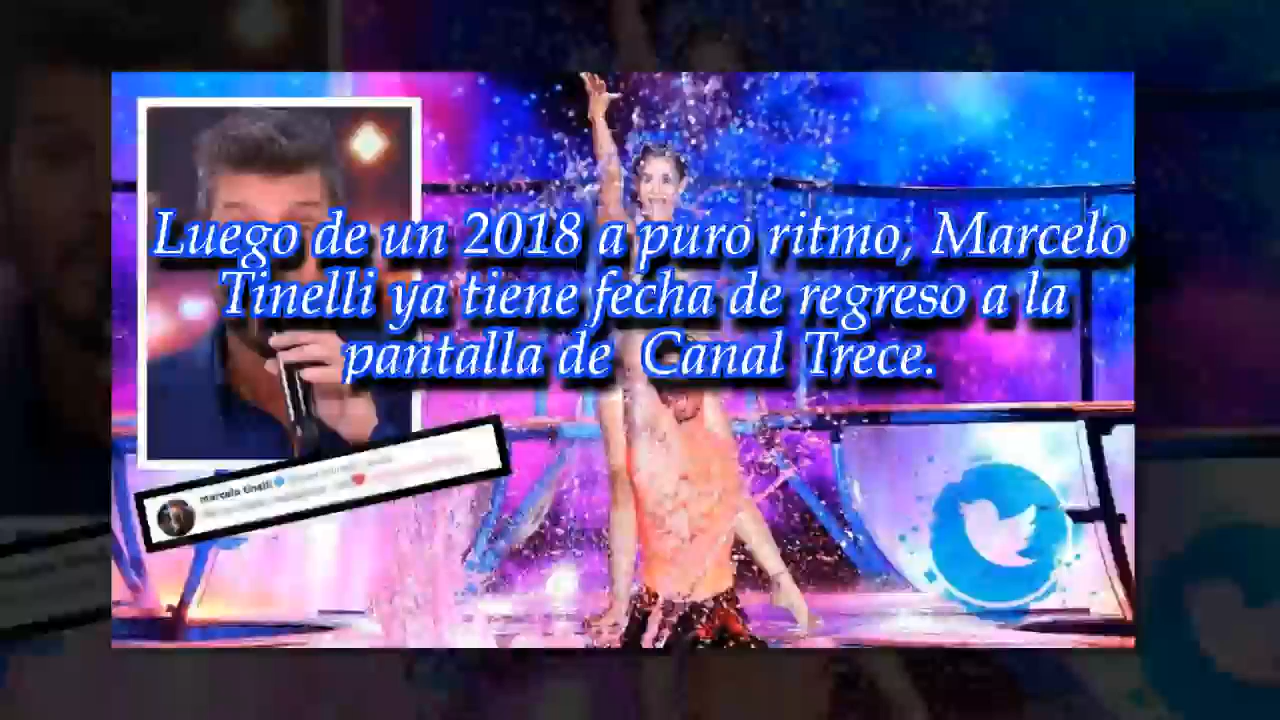 Luego de un 2018 a puro ritmo, Marcelo
Tinelli ya tiene fecha de regreso a la
pantalla de Canal Trece.
marcelo tinelli